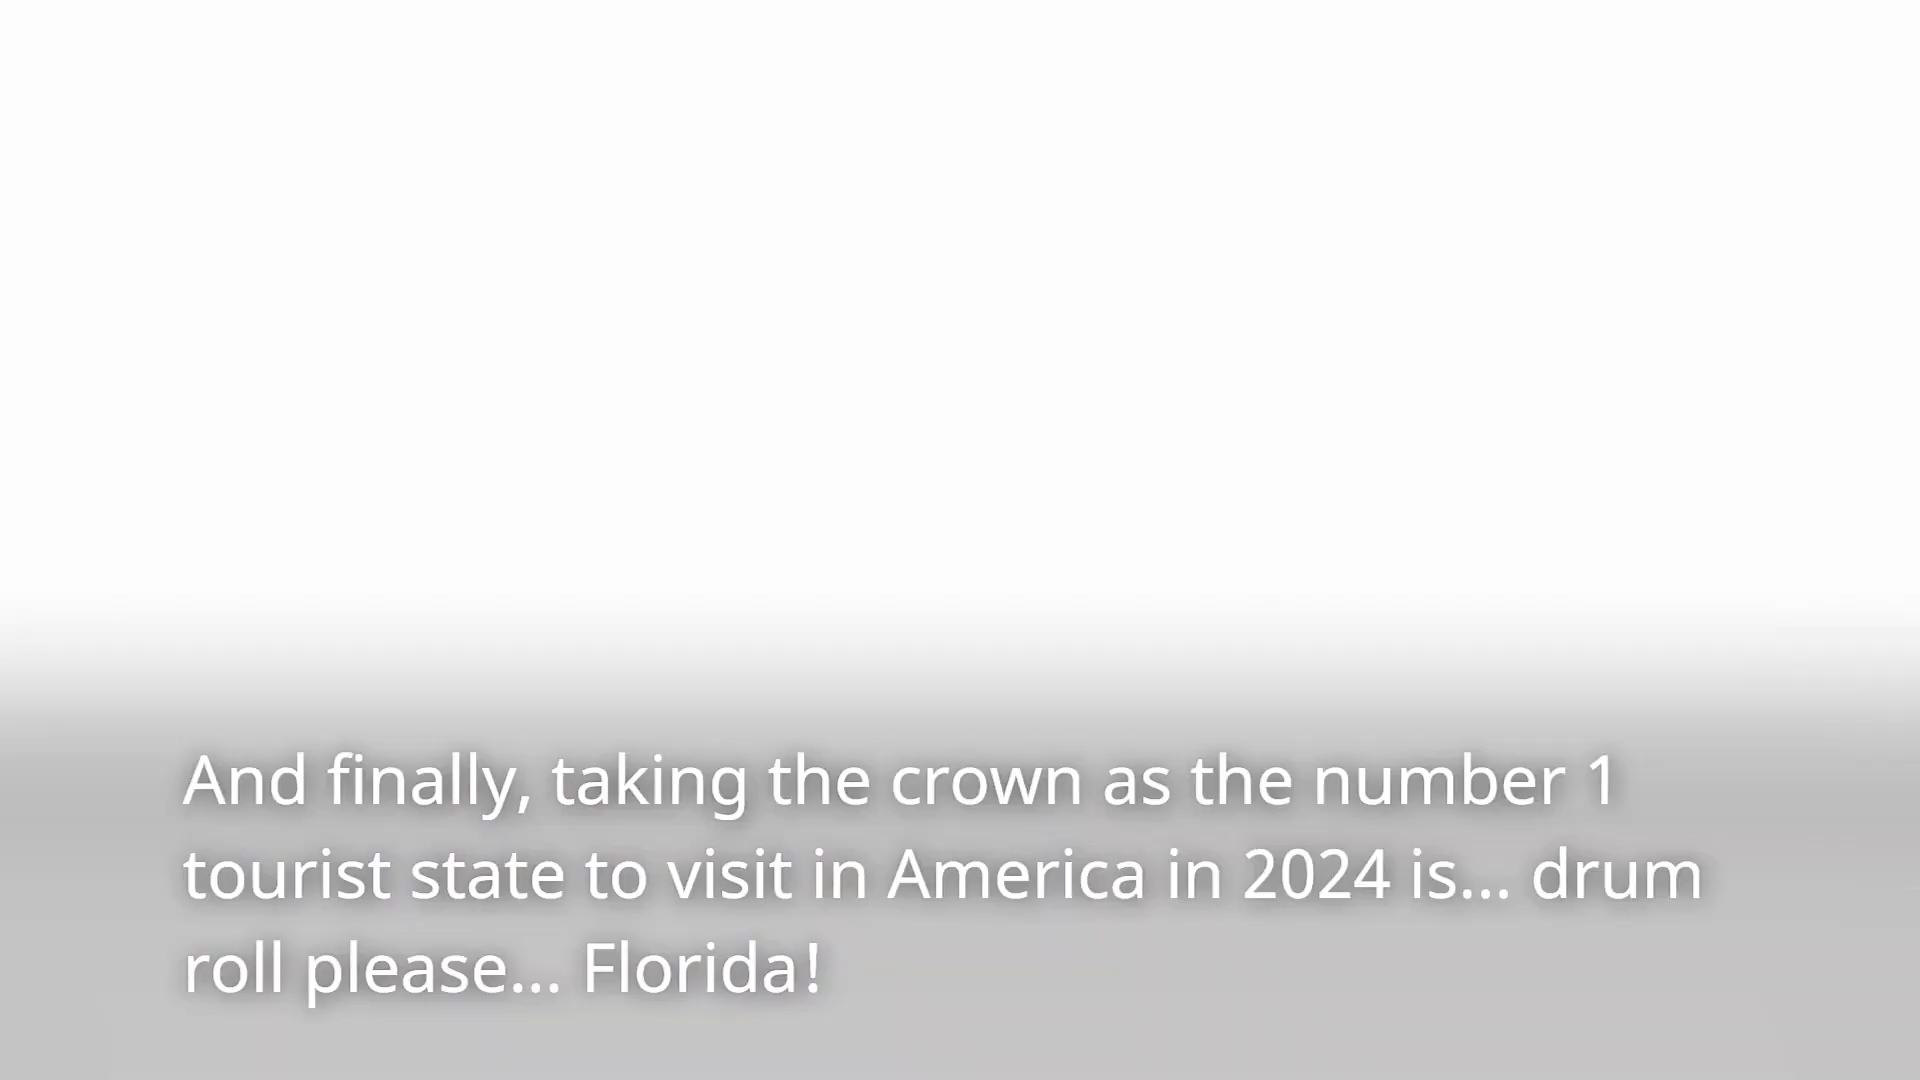 And finally, taking the crown as the number 1
tourist state to visit in America in 2024 is... drum
roll please... Florida!